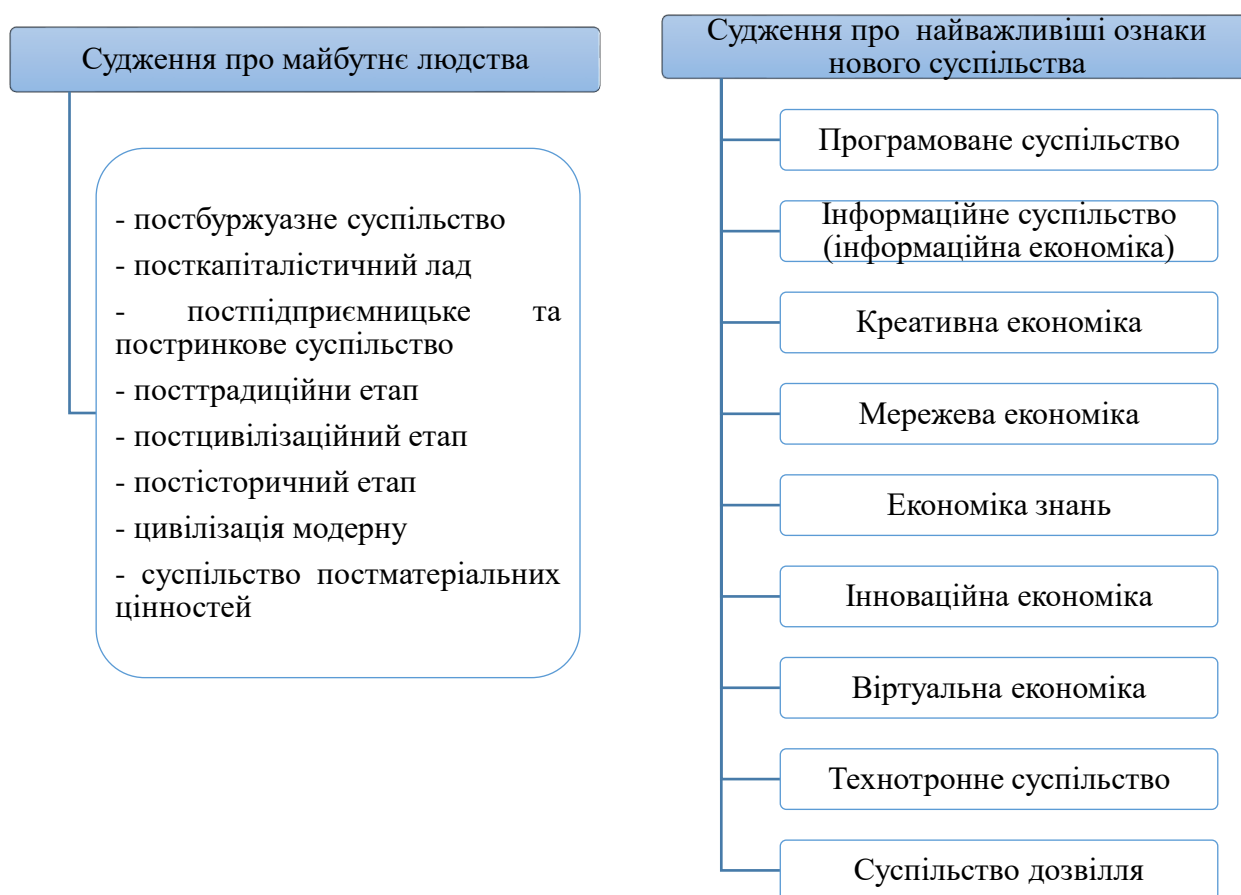 Судження про майбутнє людства
- постбуржуазне суспільство
- посткапіталістичний лад
- постпідприємницьке та
постринкове суспільство
- посттрадиційни етап
- постцивілізаційний етап
- постісторичний етап
- цивілізація модерну
- суспільство постматеріальних
цінностей
Судження про найважливіші ознаки
нового суспільства
Програмоване суспільство
Інформаційне суспільство
(інформаційна економіка)
Креативна економіка
Мережева економіка
Економіка знань
Інноваційна економіка
Віртуальна економіка
Технотронне суспільство
Суспільство дозвілля